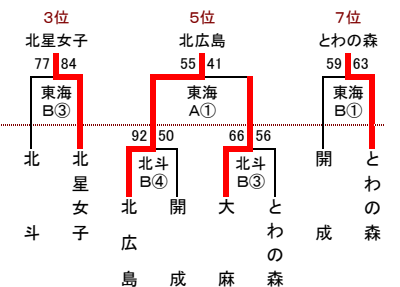 ３位 ５位 ７位
北星女子 北広島 とわの森
77 84 55 41 59 63
東海 東海 東海
Ｂ③ Ａ① Ｂ①
92 50 66 56
北斗 北斗
Ｂ④ Ｂ③
北斗 北星女子 北広島 開成 大麻 とわの森 開成 とわの森